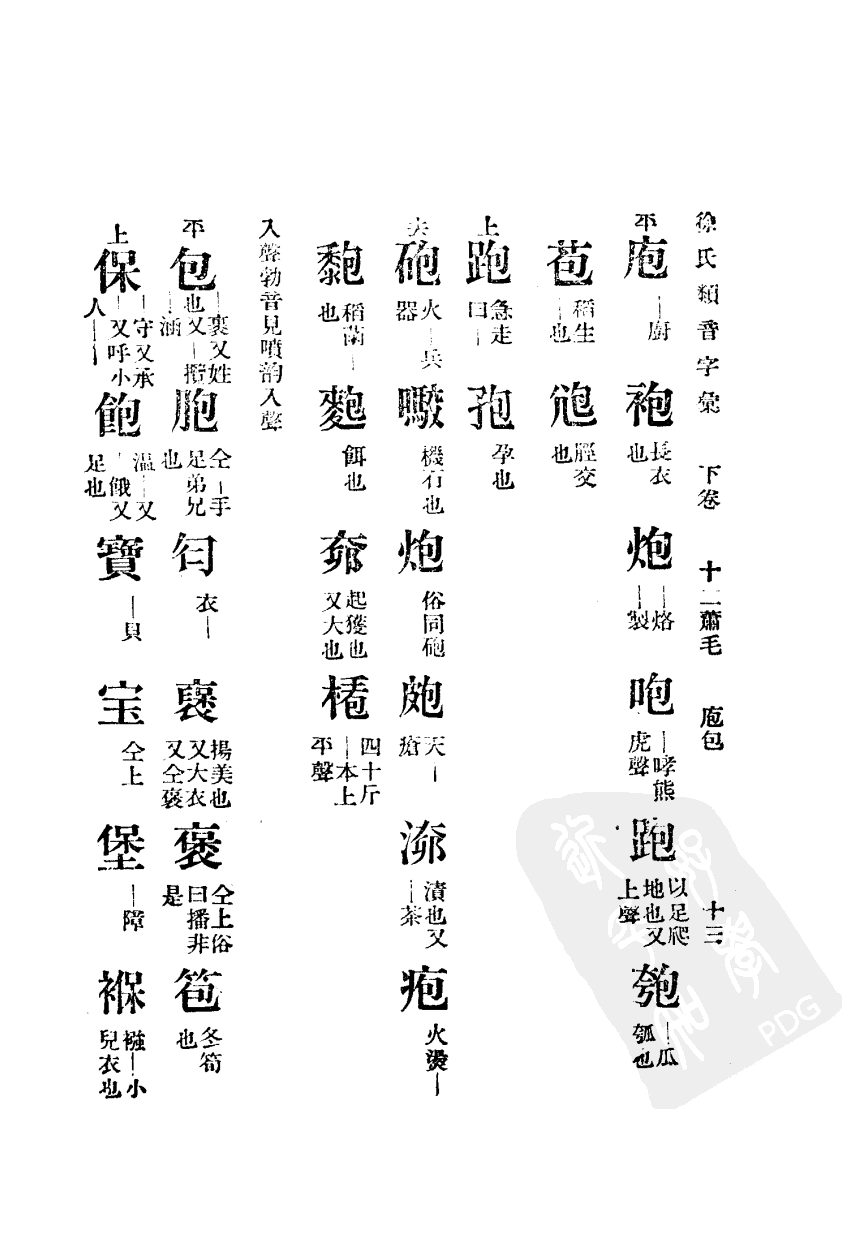 徐氏類音字彙 下卷 十二蕭毛 庖包 十三
平 庖 ｜廚 袍 長衣也 炮 ｜烙｜製 咆 ｜哮熊虎聲 跑 以足爬地也又上聲 匏 ｜瓜瓠也
苞 稻生｜也 䏶 脛交也
上 跑 急走曰｜ 孢 孕也
去 砲 火｜兵器 礮 機石也 炮 俗同砲 皰 天｜瘡 漰 漬也又｜茶 疱 火燙｜
稻菌｜也 麭 餌也 奅 起獲也又大也 四十斤｜本上平聲
入聲勃音見噴韵入聲
平 包 ｜裹又姓也又｜攬｜涵 胞 仝｜手足弟兄也 勻 衣｜ 襃 揚美也又大衣又仝褒 褒 仝上俗曰播非是 笣 冬筍也
上 保 ｜守又承｜又呼小人｜｜ 飽 溫｜又｜餓又足也 寶 ｜貝 宝 仝上 堡 ｜障 褓 襁｜小兒衣也